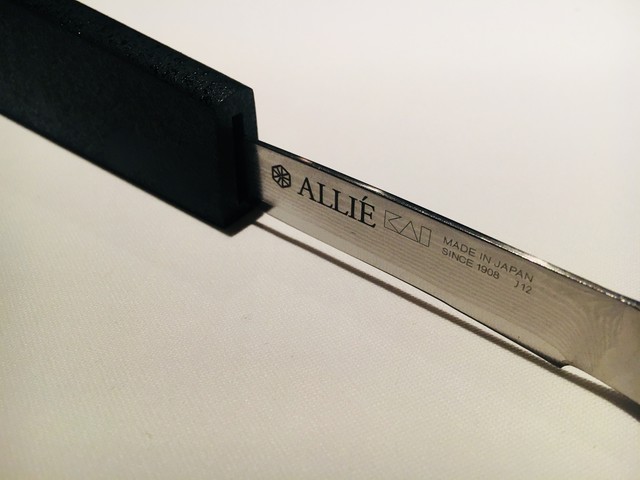 ALLIÉ KAI
MADE IN JAPAN
SINCE 1908 J12